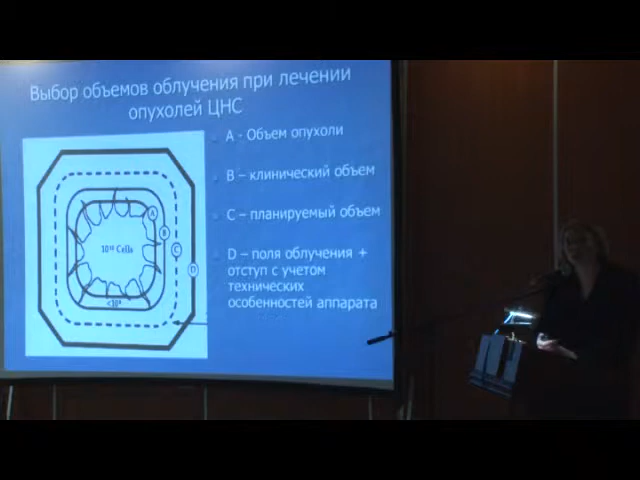 Выбор объемов облучения при лечении
опухолей ЦНС
A - Объем опухоли
B – клинический объем
C – планируемый объем
D – поля облучения +
отступ с учетом
технических
особенностей аппарата
A
B
C
D
Cells